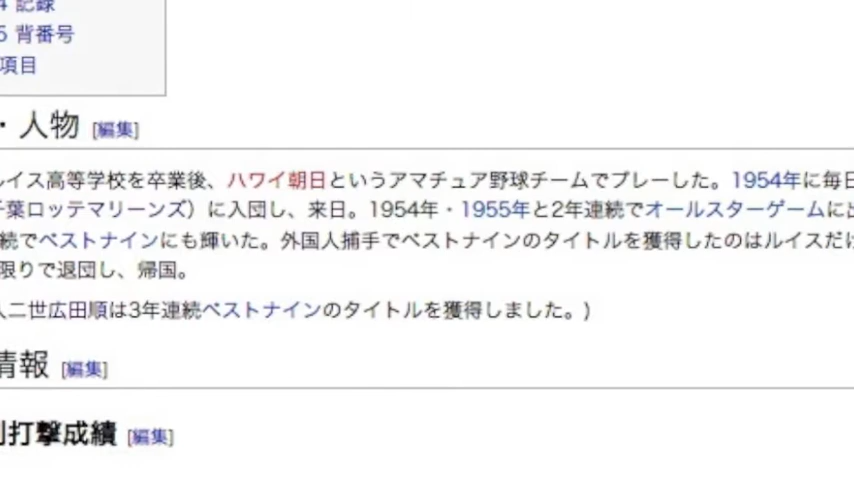 4 記録
5 背番号
項目
・人物 [編集]
ルイス高等学校を卒業後、ハワイ朝日というアマチュア野球チームでプレーした。1954年に毎日
千葉ロッテマリーンズ）に入団し、来日。1954年・1955年と2年連続でオールスターゲームに出
続でベストナインにも輝いた。外国人捕手でベストナインのタイトルを獲得したのはルイスだけ
限りで退団し、帰国。
人二世広田順は3年連続ベストナインのタイトルを獲得しました。)
情報 [編集]
別打撃成績 [編集]